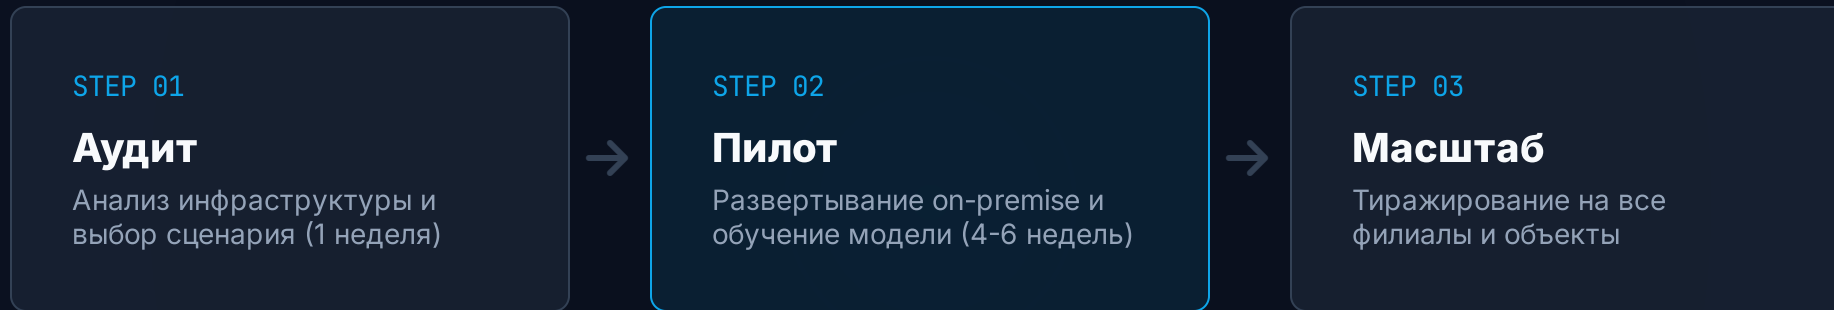 STEP 01
Аудит
Анализ инфраструктуры и
выбор сценария (1 неделя)
STEP 02
Пилот
Развертывание on-premise и
обучение модели (4-6 недель)
STEP 03
Масштаб
Тиражирование на все
филиалы и объекты